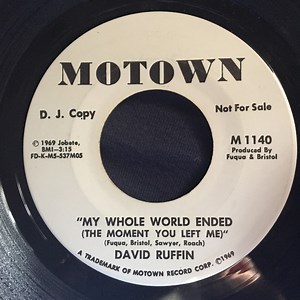 MOTOWN
D. J. Copy
Not For Sale
© 1969 Jobete,
BMI-3:15
FD-K-M5-537M05
M 1140
Produced By
Fuqua & Bristol
"MY WHOLE WORLD ENDED
(THE MOMENT YOU LEFT ME)"
(Fuqua, Bristol, Sawyer, Roach)
DAVID RUFFIN
A TRADEMARK OF MOTOWN RECORD CORP. ©1969